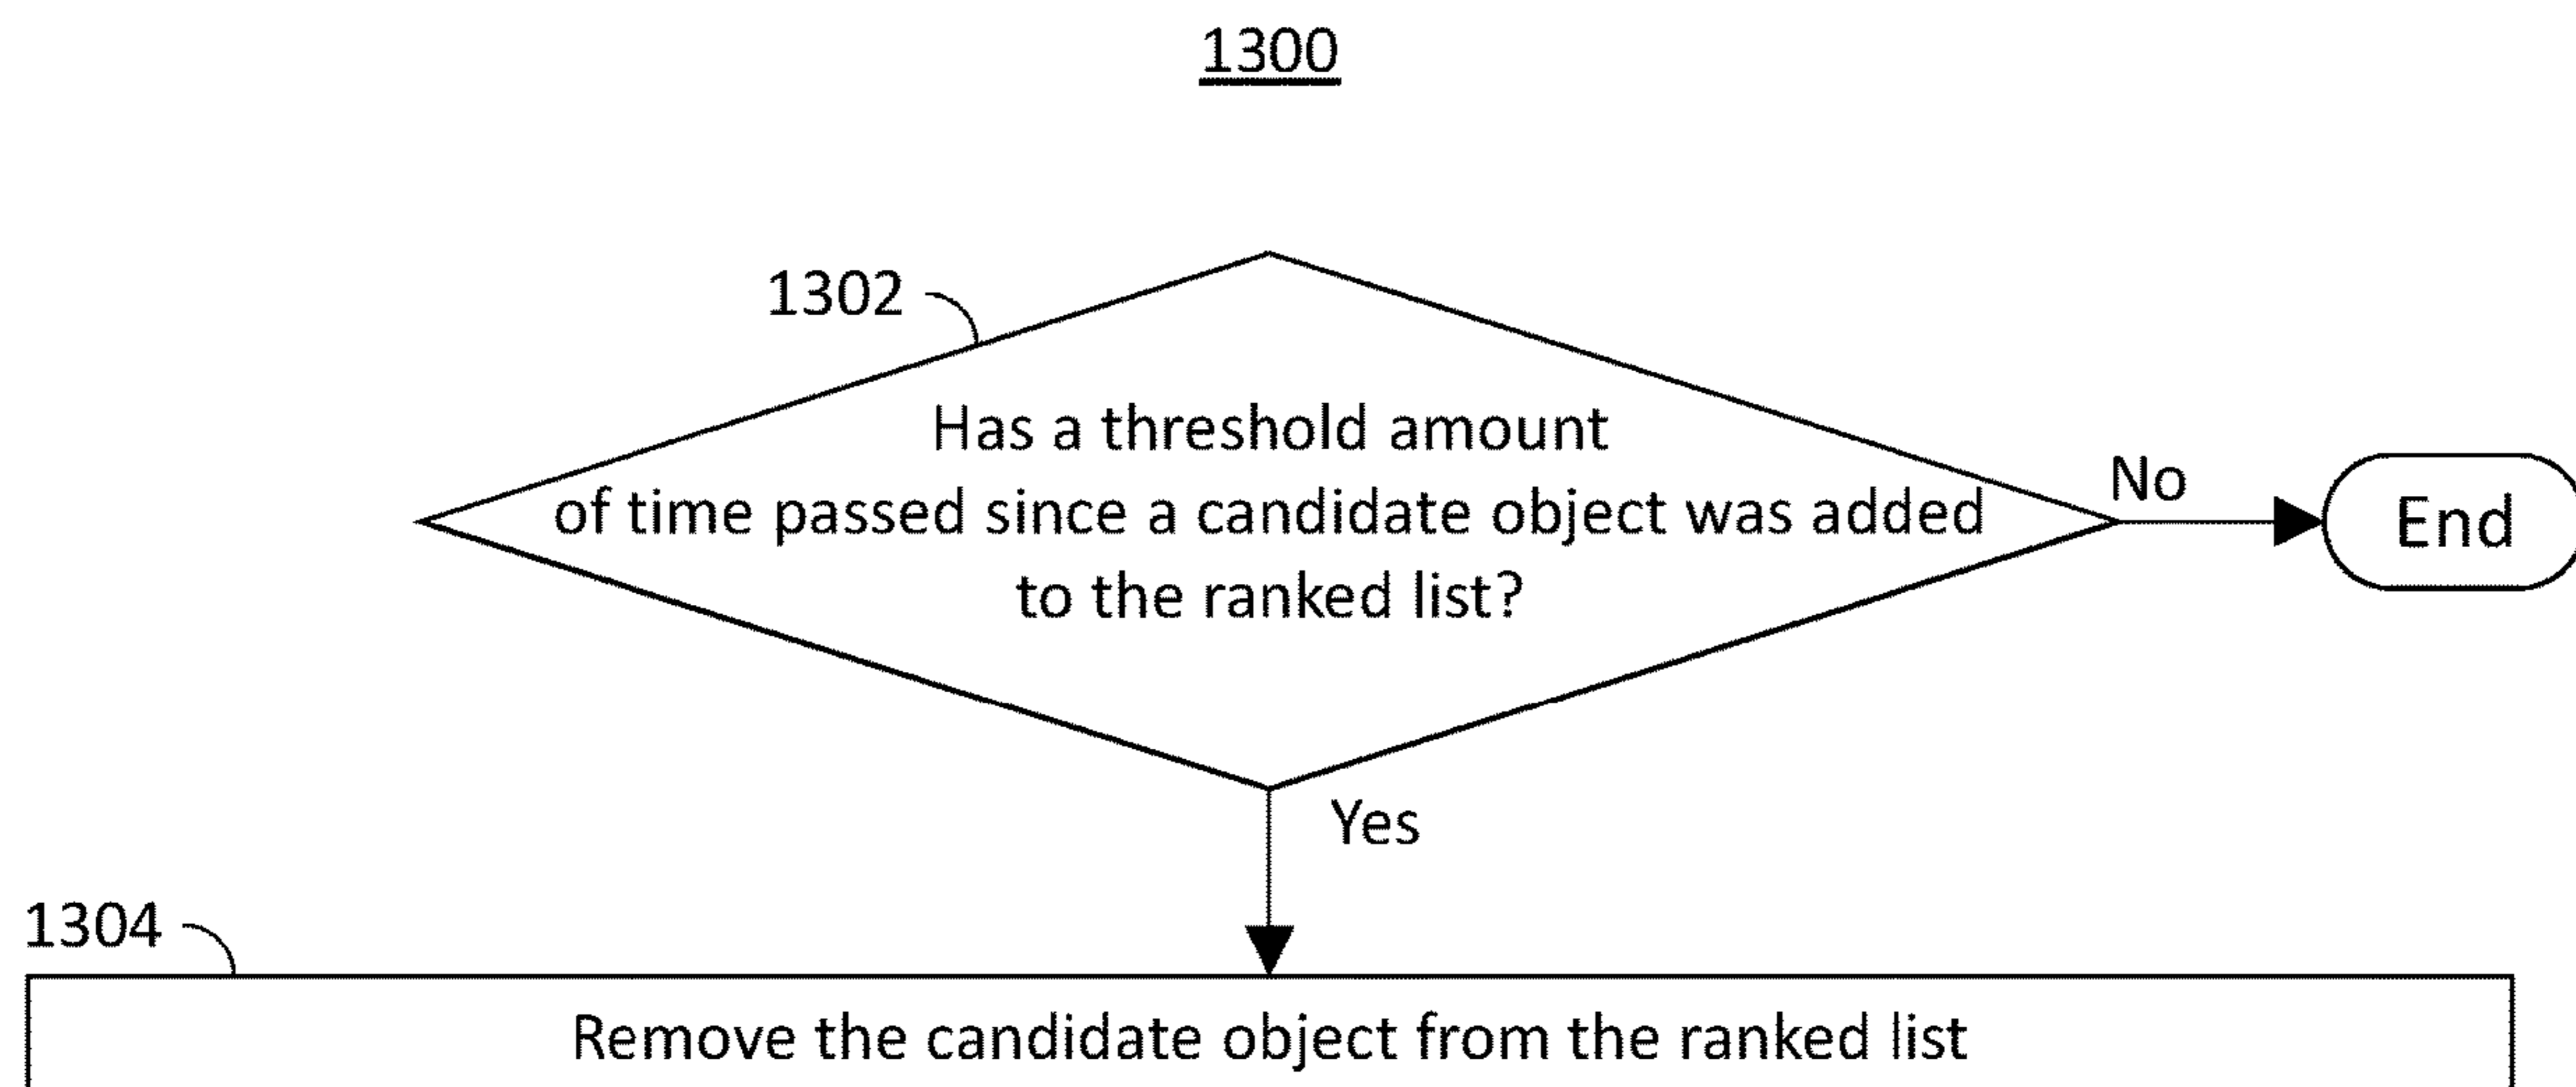 1300
1302
Has a threshold amount
of time passed since a candidate object was added
to the ranked list?
No
End
Yes
1304
Remove the candidate object from the ranked list